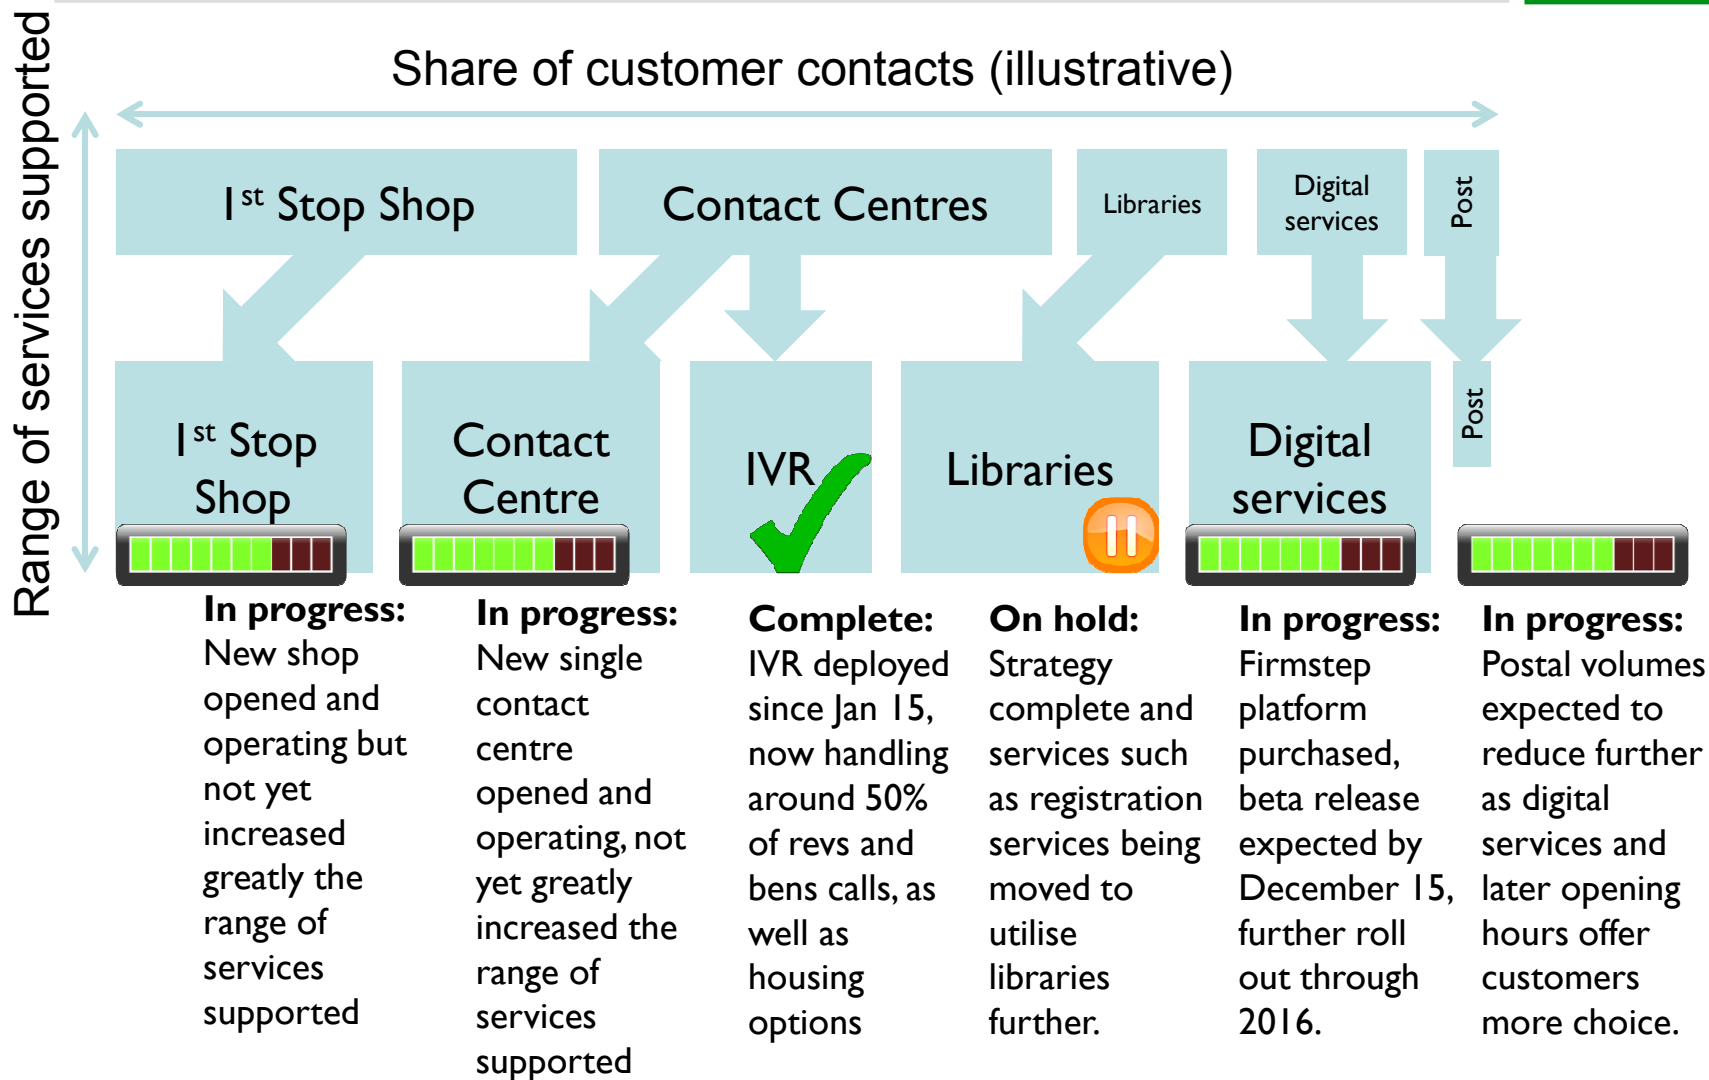 Range of services supported
Share of customer contacts (illustrative)
1st Stop Shop
Contact Centres
Libraries
Digital
services
Post
1st Stop
Shop
Contact
Centre
IVR
Libraries
Digital
services
Post
In progress:
New shop
opened and
operating but
not yet
increased
greatly the
range of
services
supported
In progress:
New single
contact
centre
opened and
operating, not
yet greatly
increased the
range of
services
supported
Complete:
IVR deployed
since Jan 15,
now handling
around 50%
of revs and
bens calls, as
well as
housing
options
On hold:
Strategy
complete and
services such
as registration
services being
moved to
utilise
libraries
further.
In progress:
Firmstep
platform
purchased,
beta release
expected by
December 15,
further roll
out through
2016.
In progress:
Postal volumes
expected to
reduce further
as digital
services and
later opening
hours offer
customers
more choice.